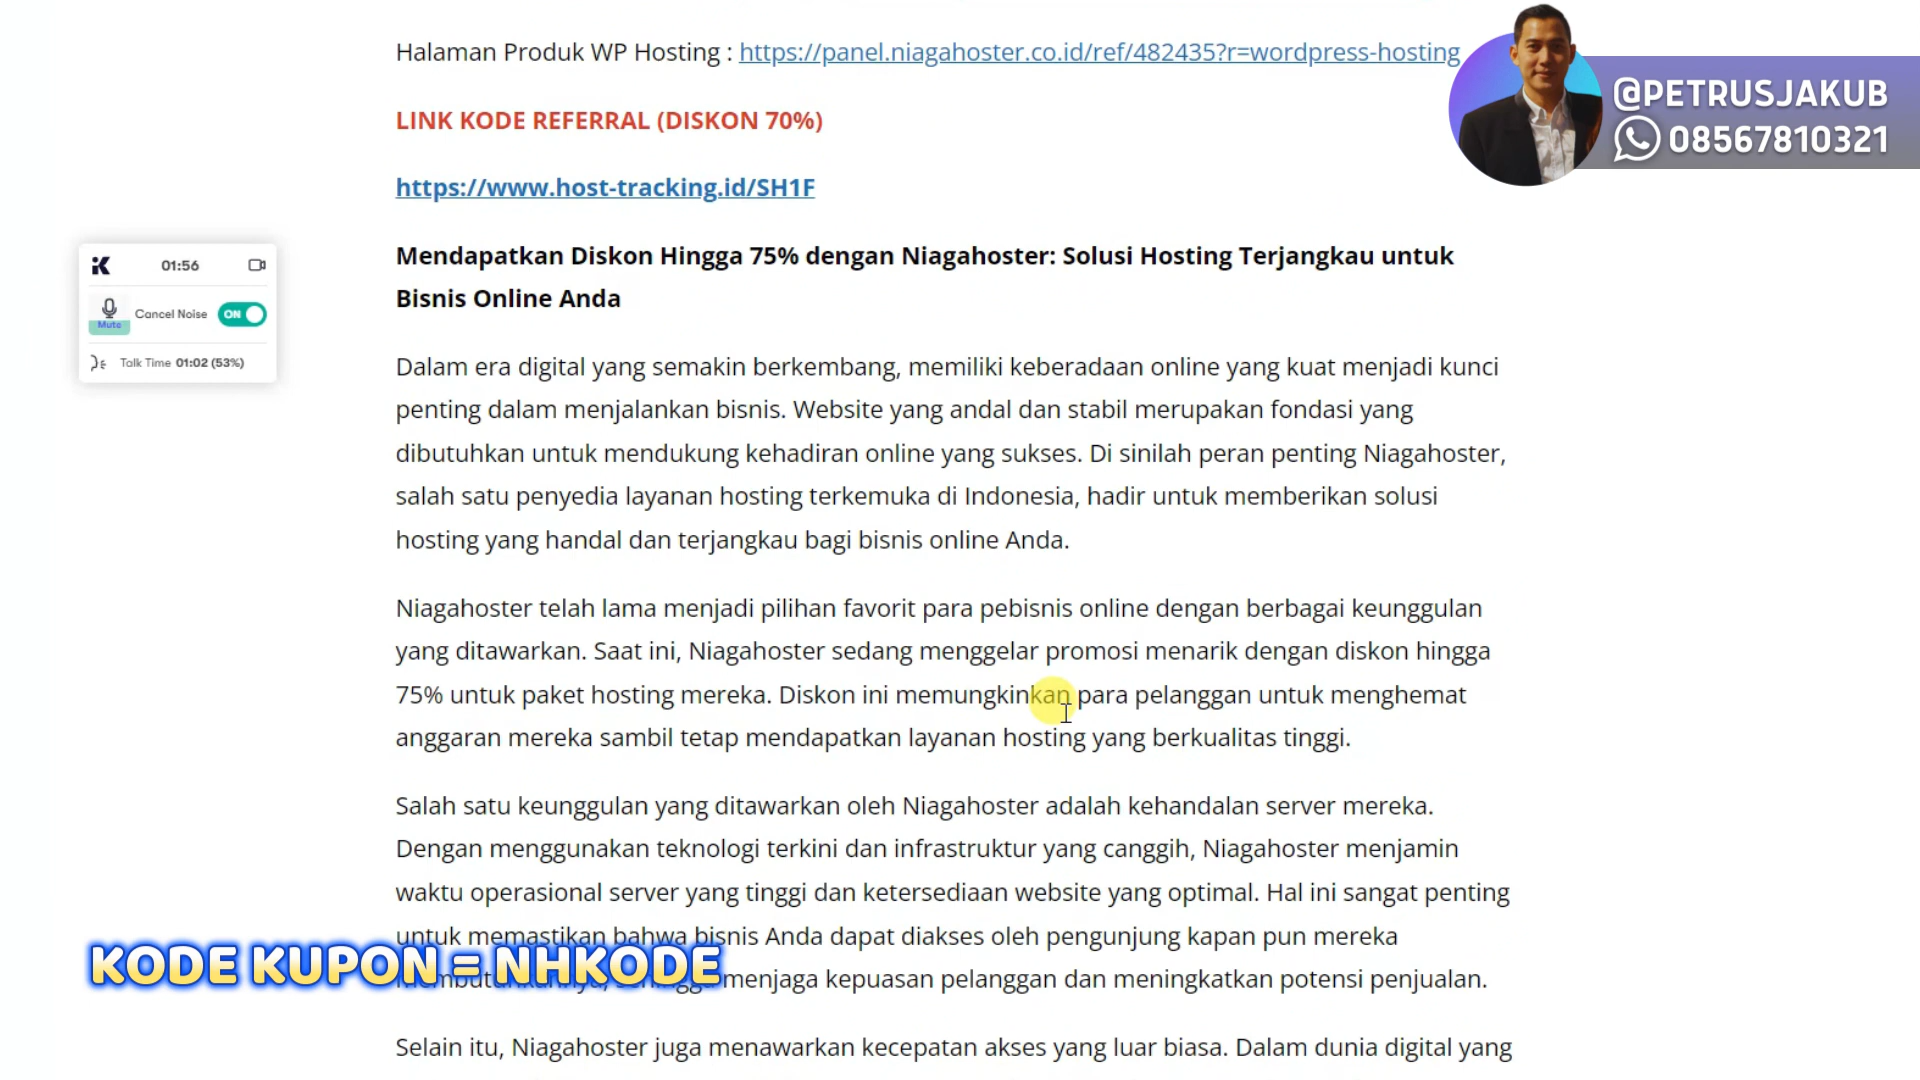 Halaman Produk WP Hosting : https://panel.niagahoster.co.id/ref/482435?r=wordpress-hosting
@PETRUSJAKUB
08567810321
LINK KODE REFERRAL (DISKON 70%)
https://www.host-tracking.id/SH1F
01:56
Mute
Cancel Noise ON
Talk Time 01:02 (53%)
Mendapatkan Diskon Hingga 75% dengan Niagahoster: Solusi Hosting Terjangkau untuk
Bisnis Online Anda
Dalam era digital yang semakin berkembang, memiliki keberadaan online yang kuat menjadi kunci
penting dalam menjalankan bisnis. Website yang andal dan stabil merupakan fondasi yang
dibutuhkan untuk mendukung kehadiran online yang sukses. Di sinilah peran penting Niagahoster,
salah satu penyedia layanan hosting terkemuka di Indonesia, hadir untuk memberikan solusi
hosting yang handal dan terjangkau bagi bisnis online Anda.
Niagahoster telah lama menjadi pilihan favorit para pebisnis online dengan berbagai keunggulan
yang ditawarkan. Saat ini, Niagahoster sedang menggelar promosi menarik dengan diskon hingga
75% untuk paket hosting mereka. Diskon ini memungkinkan para pelanggan untuk menghemat
anggaran mereka sambil tetap mendapatkan layanan hosting yang berkualitas tinggi.
Salah satu keunggulan yang ditawarkan oleh Niagahoster adalah kehandalan server mereka.
Dengan menggunakan teknologi terkini dan infrastruktur yang canggih, Niagahoster menjamin
waktu operasional server yang tinggi dan ketersediaan website yang optimal. Hal ini sangat penting
untuk memastikan bahwa bisnis Anda dapat diakses oleh pengunjung kapan pun mereka
menjaga kepuasan pelanggan dan meningkatkan potensi penjualan.
KODE KUPON = NHKODE
Selain itu, Niagahoster juga menawarkan kecepatan akses yang luar biasa. Dalam dunia digital yang